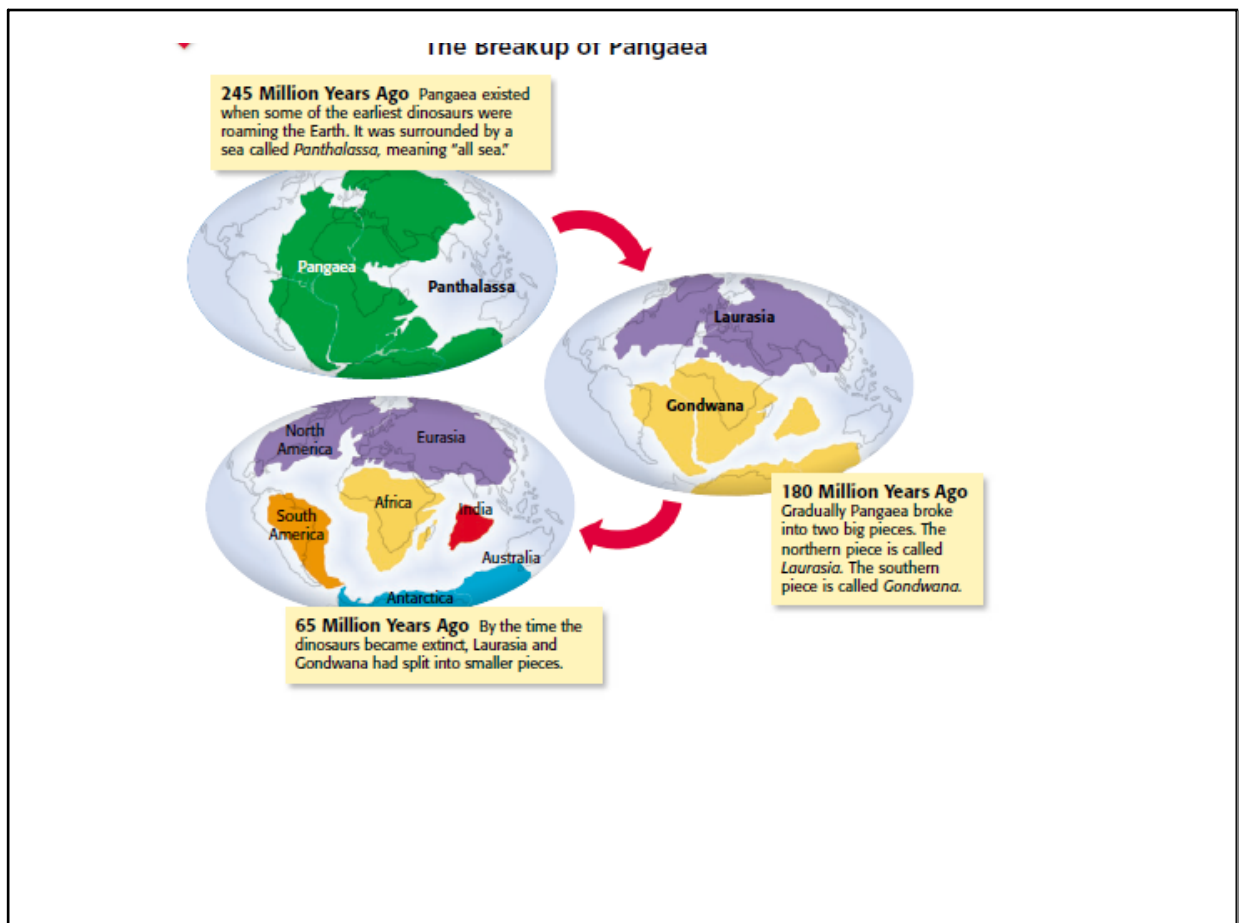 The Breakup of Pangaea
245 Million Years Ago Pangaea existed
when some of the earliest dinosaurs were
roaming the Earth. It was surrounded by a
sea called Panthalassa, meaning “all sea.”
Pangaea
Panthalassa
Laurasia
Gondwana
180 Million Years Ago
Gradually Pangaea broke
into two big pieces. The
northern piece is called
Laurasia. The southern
piece is called Gondwana.
North
America
Eurasia
Africa
India
South
America
Australia
Antarctica
65 Million Years Ago By the time the
dinosaurs became extinct, Laurasia and
Gondwana had split into smaller pieces.